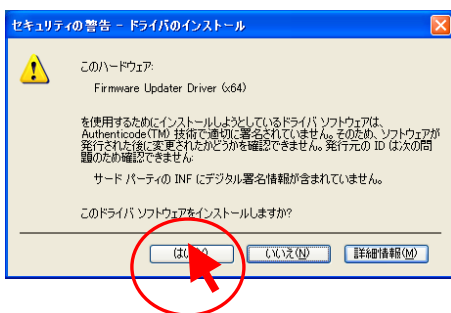 セキュリティの警告 - ドライバのインストール
このハードウェア:
Firmware Updater Driver (x64)
を使用するためにインストールしようとしているドライバ ソフトウェアは、
Authenticode(TM) 技術で適切に署名されていません。そのため、ソフトウェアが
発行された後に変更されたかどうかを確認できません。発行元の ID は次の問
題のため確認できません:
サード パーティの INF にデジタル署名情報が含まれていません。
このドライバ ソフトウェアをインストールしますか?
いいえ(N) 詳細情報(M)